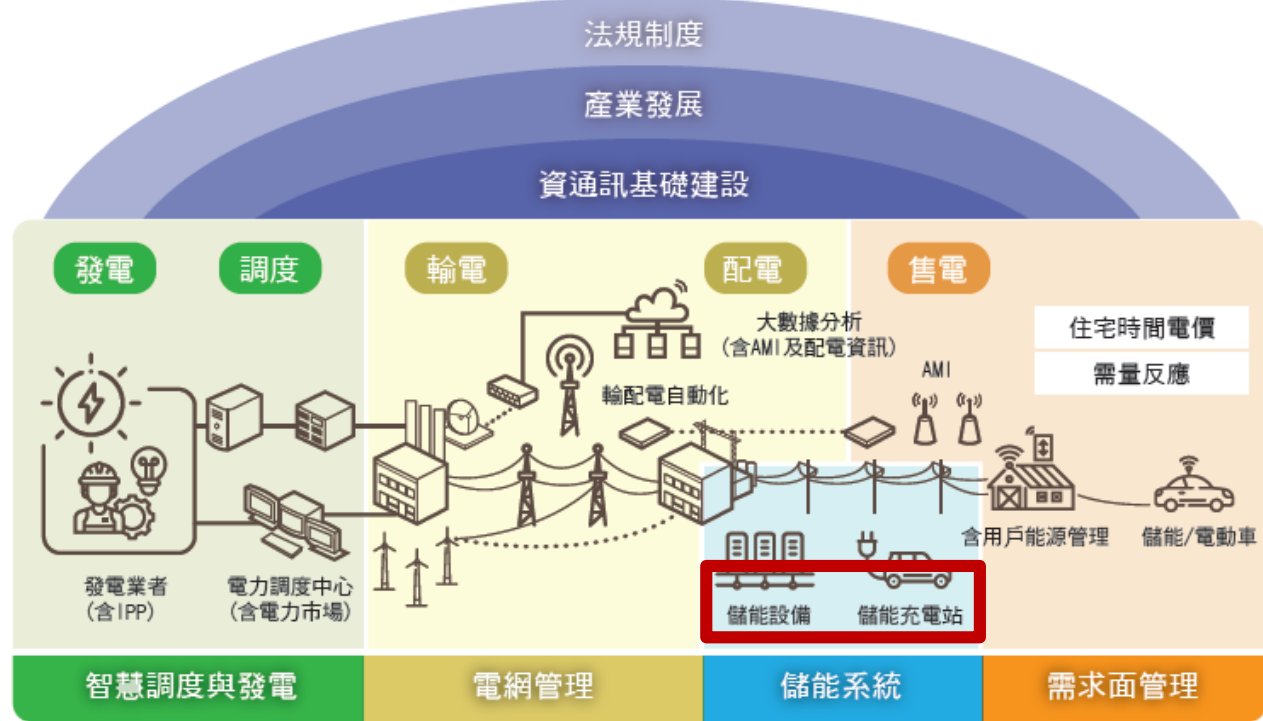 法規制度
產業發展
資通訊基礎建設
發電
調度
輸電
配電
售電
大數據分析
(含AMI及配電資訊)
住宅時間電價
需量反應
AMI
輸配電自動化
含用戶能源管理
儲能/電動車
發電業者
(含IPP)
電力調度中心
(含電力市場)
儲能設備
儲能充電站
智慧調度與發電
電網管理
儲能系統
需求面管理